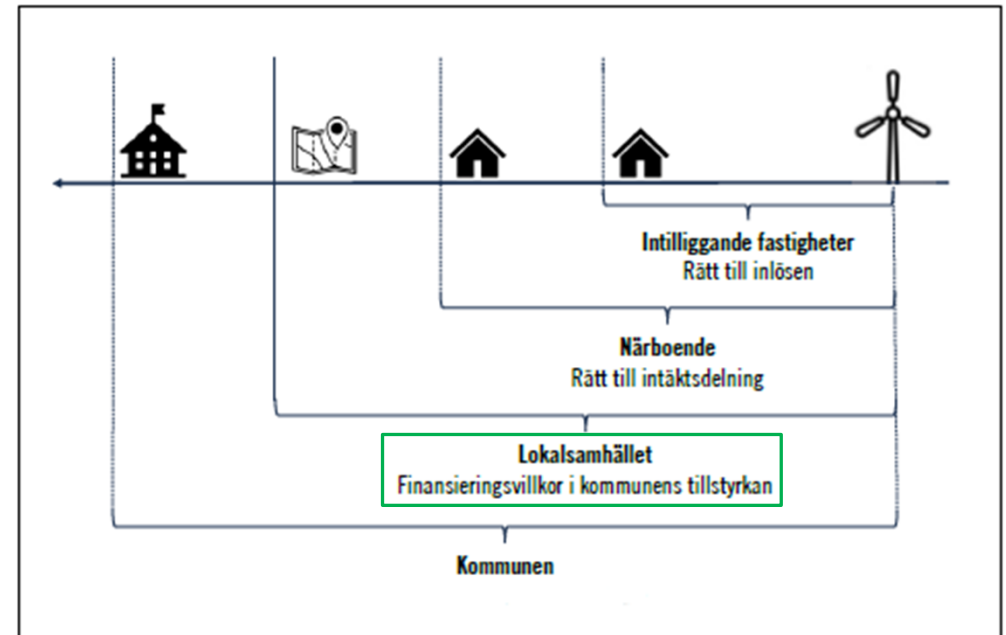 Intilliggande fastigheter
Rätt till inlösen
Närboende
Rätt till intäktsdelning
Lokalsamhället
Finansieringsvillkor i kommunens tillstyrkan
Kommunen